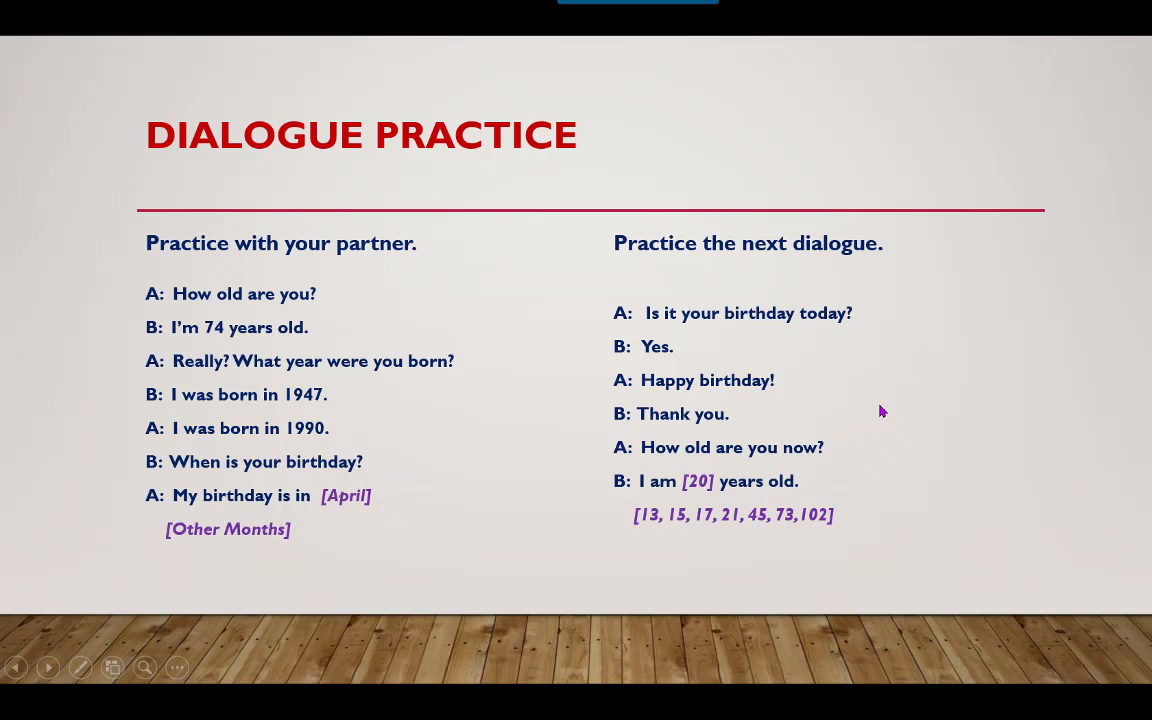 DIALOGUE PRACTICE
Practice with your partner.
A: How old are you?
B: I'm 74 years old.
A: Really? What year were you born?
B: I was born in 1947.
A: I was born in 1990.
B: When is your birthday?
A: My birthday is in [April]
[Other Months]
Practice the next dialogue.
A: Is it your birthday today?
B: Yes.
A: Happy birthday!
B: Thank you.
A: How old are you now?
B: I am [20] years old.
[13, 15, 17, 21, 45, 73,102]